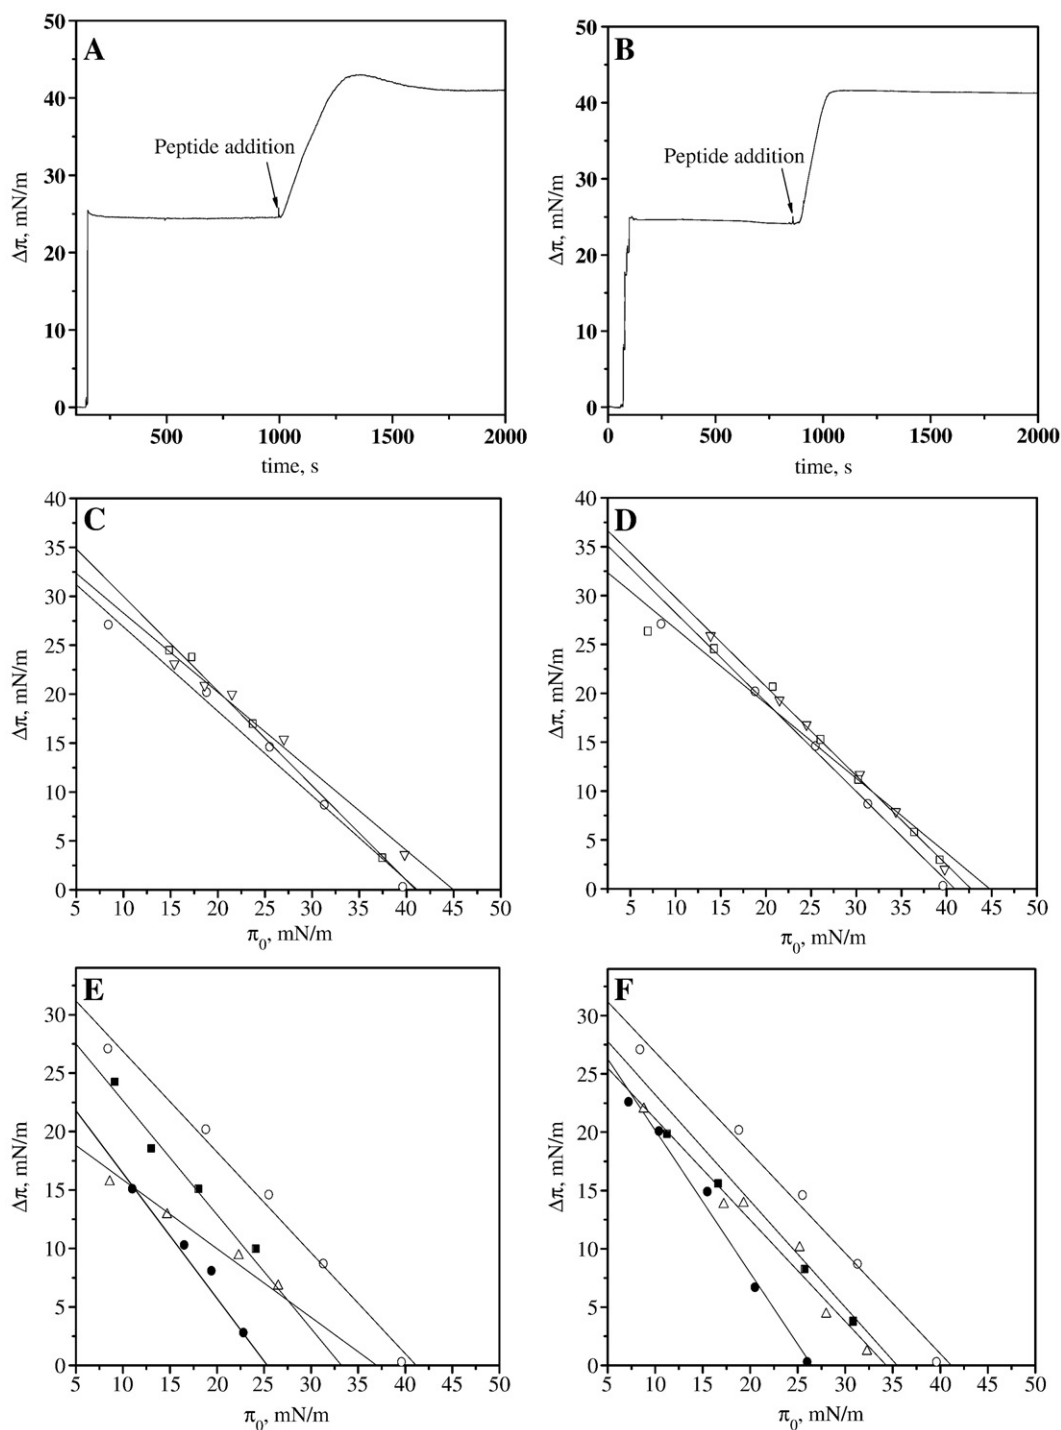 A
50
40
30
20
10
0
Δπ, mN/m
Peptide addition
500 1000 1500 2000
time, s
B
50
40
30
20
10
0
Δπ, mN/m
Peptide addition
0 500 1000 1500 2000
time, s
C
40
35
30
25
20
15
10
5
0
Δπ, mN/m
5 10 15 20 25 30 35 40 45 50
π₀, mN/m
D
40
35
30
25
20
15
10
5
0
Δπ, mN/m
5 10 15 20 25 30 35 40 45 50
π₀, mN/m
E
30
25
20
15
10
5
0
Δπ, mN/m
5 10 15 20 25 30 35 40 45 50
π₀, mN/m
F
30
25
20
15
10
5
0
Δπ, mN/m
5 10 15 20 25 30 35 40 45 50
π₀, mN/m